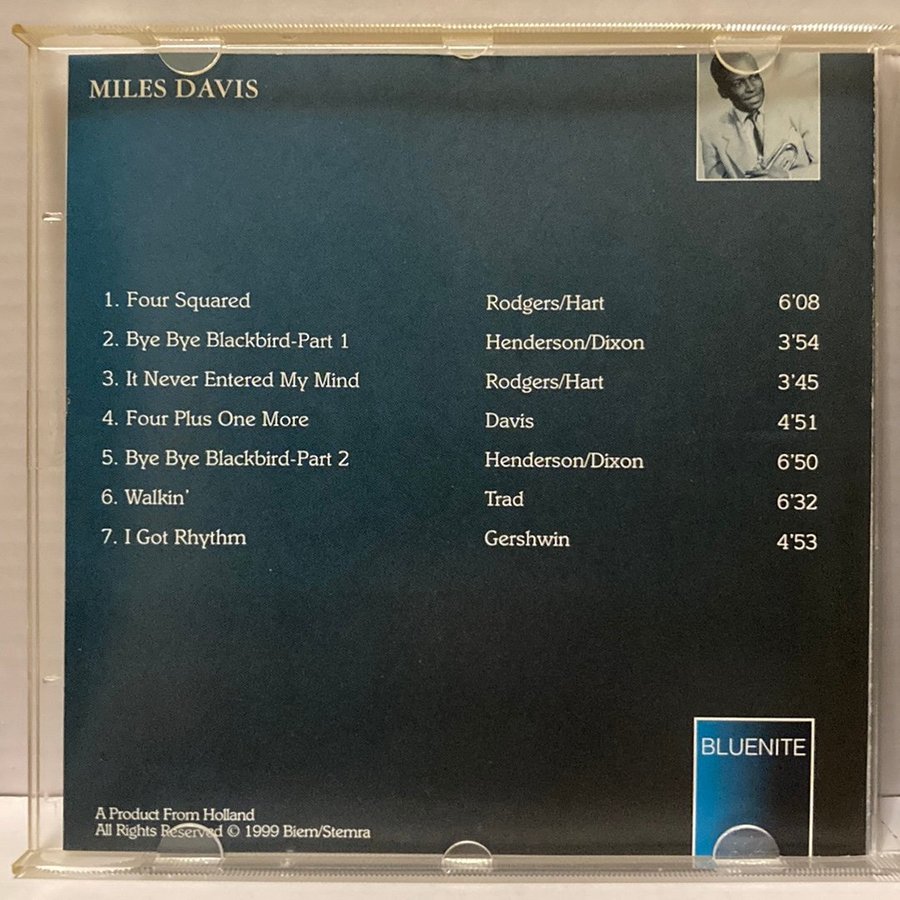 MILES DAVIS
1. Four Squared Rodgers/Hart 6'08
2. Bye Bye Blackbird-Part 1 Henderson/Dixon 3'54
3. It Never Entered My Mind Rodgers/Hart 3'45
4. Four Plus One More Davis 4'51
5. Bye Bye Blackbird-Part 2 Henderson/Dixon 6'50
6. Walkin' Trad 6'32
7. I Got Rhythm Gershwin 4'53
BLUENITE
A Product From Holland
All Rights Reserved © 1999 Biem/Stemra